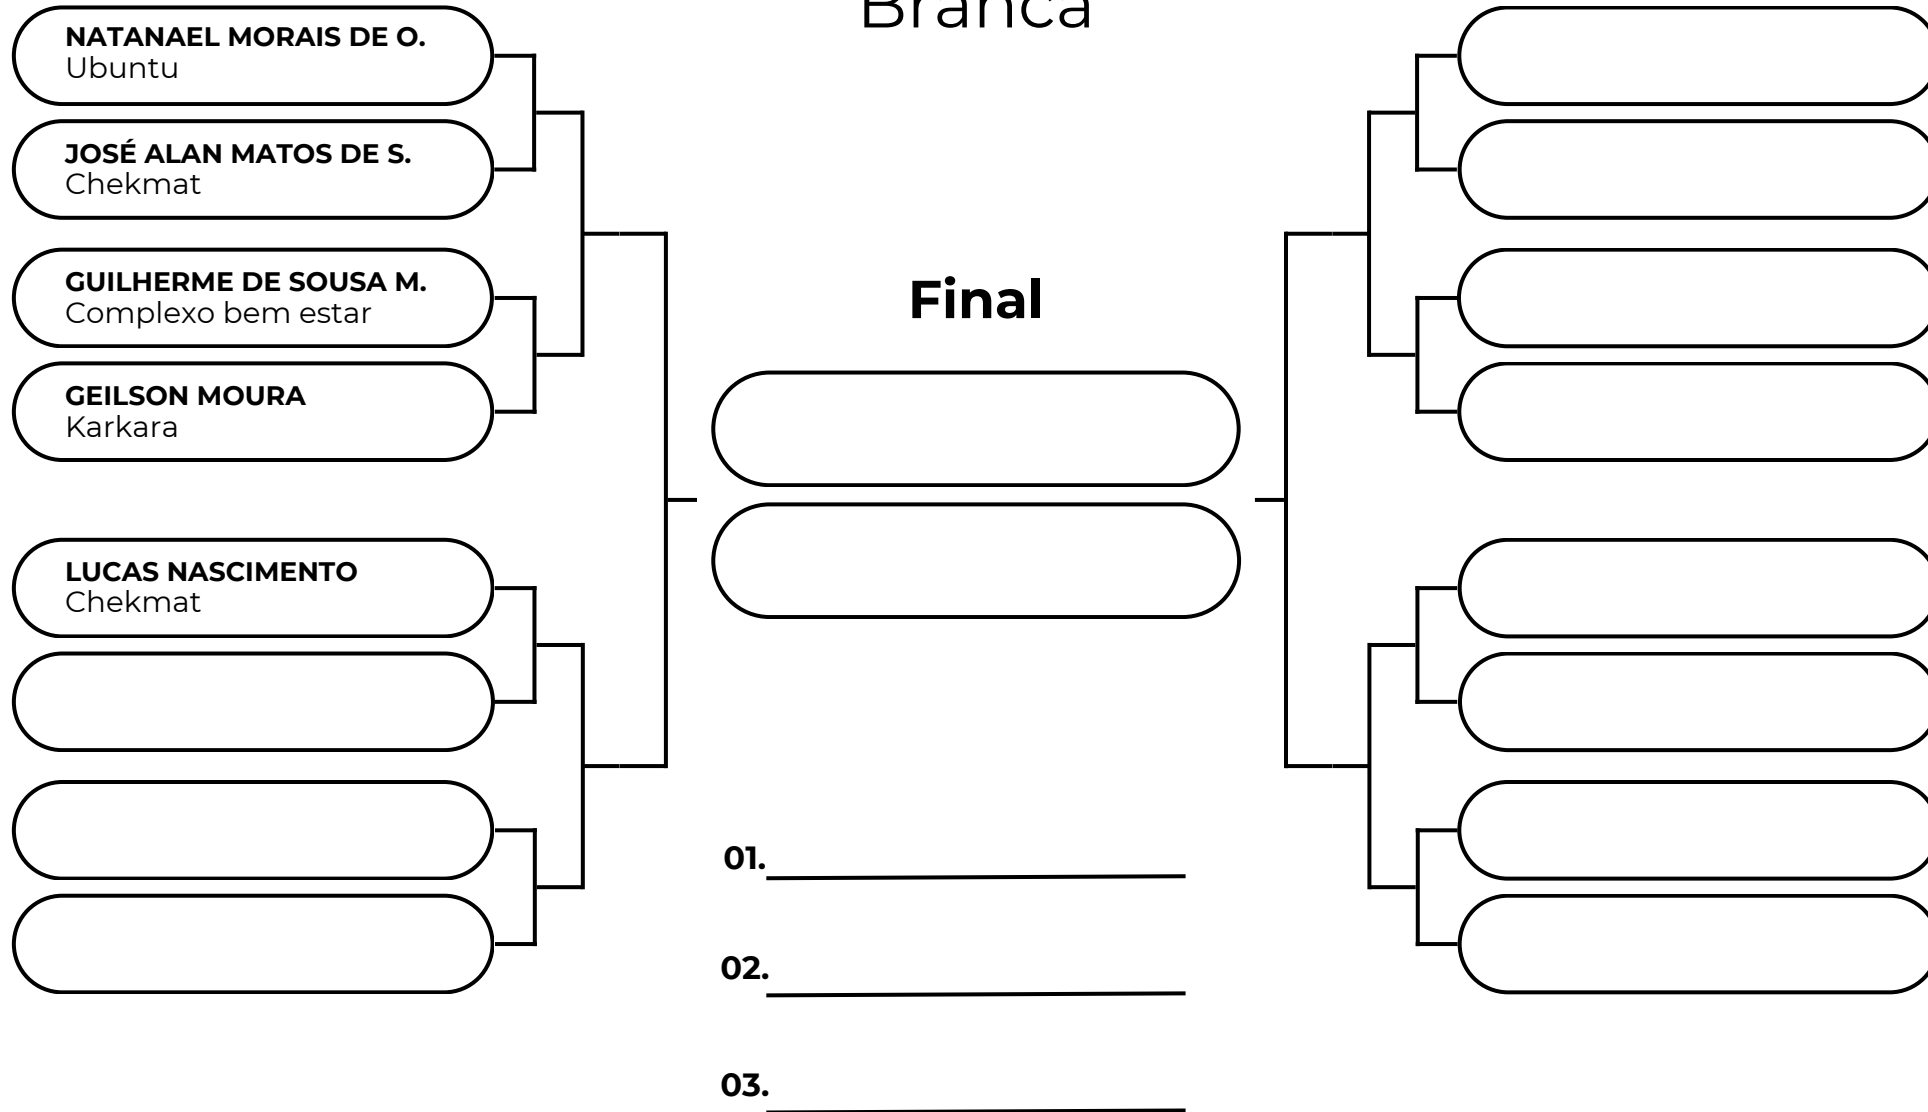 Branca
NATANAEL MORAIS DE O.
Ubuntu
JOSÉ ALAN MATOS DE S.
Chekmat
GUILHERME DE SOUSA M.
Complexo bem estar
GEILSON MOURA
Karkara
LUCAS NASCIMENTO
Chekmat
Final
01.
02.
03.